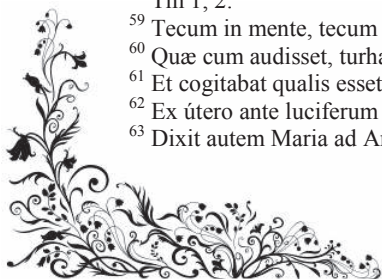 Tim 1, 2.
59 Tecum in mente, tecum
60 Quæ cum audisset, turba
61 Et cogitabat qualis esset
62 Ex útero ante luciferum
63 Dixit autem Maria ad An